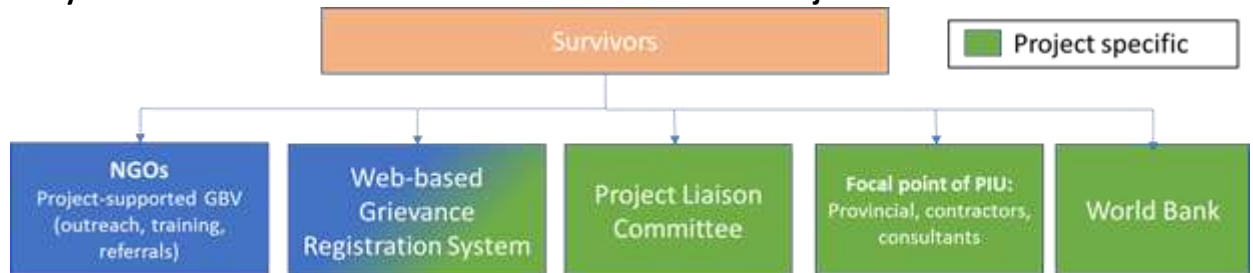 Survivors
Project specific
NGOs
Project-supported GBV
(outreach, training,
referrals)
Web-based
Grievance
Registration System
Project Liaison
Committee
Focal point of PIU:
Provincial, contractors,
consultants
World Bank